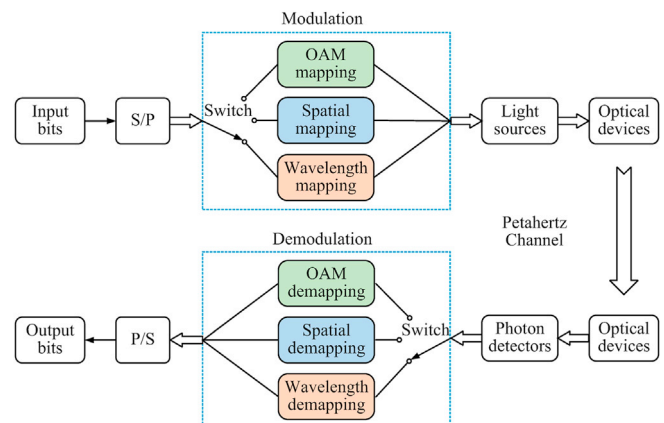 Modulation
OAM
mapping
Input
bits
S/P
Switch
Spatial
mapping
Light
sources
Optical
devices
Wavelength
mapping
Petahertz
Channel
Demodulation
OAM
demapping
Output
bits
P/S
Spatial
demapping
Switch
Photon
detectors
Optical
devices
Wavelength
demapping